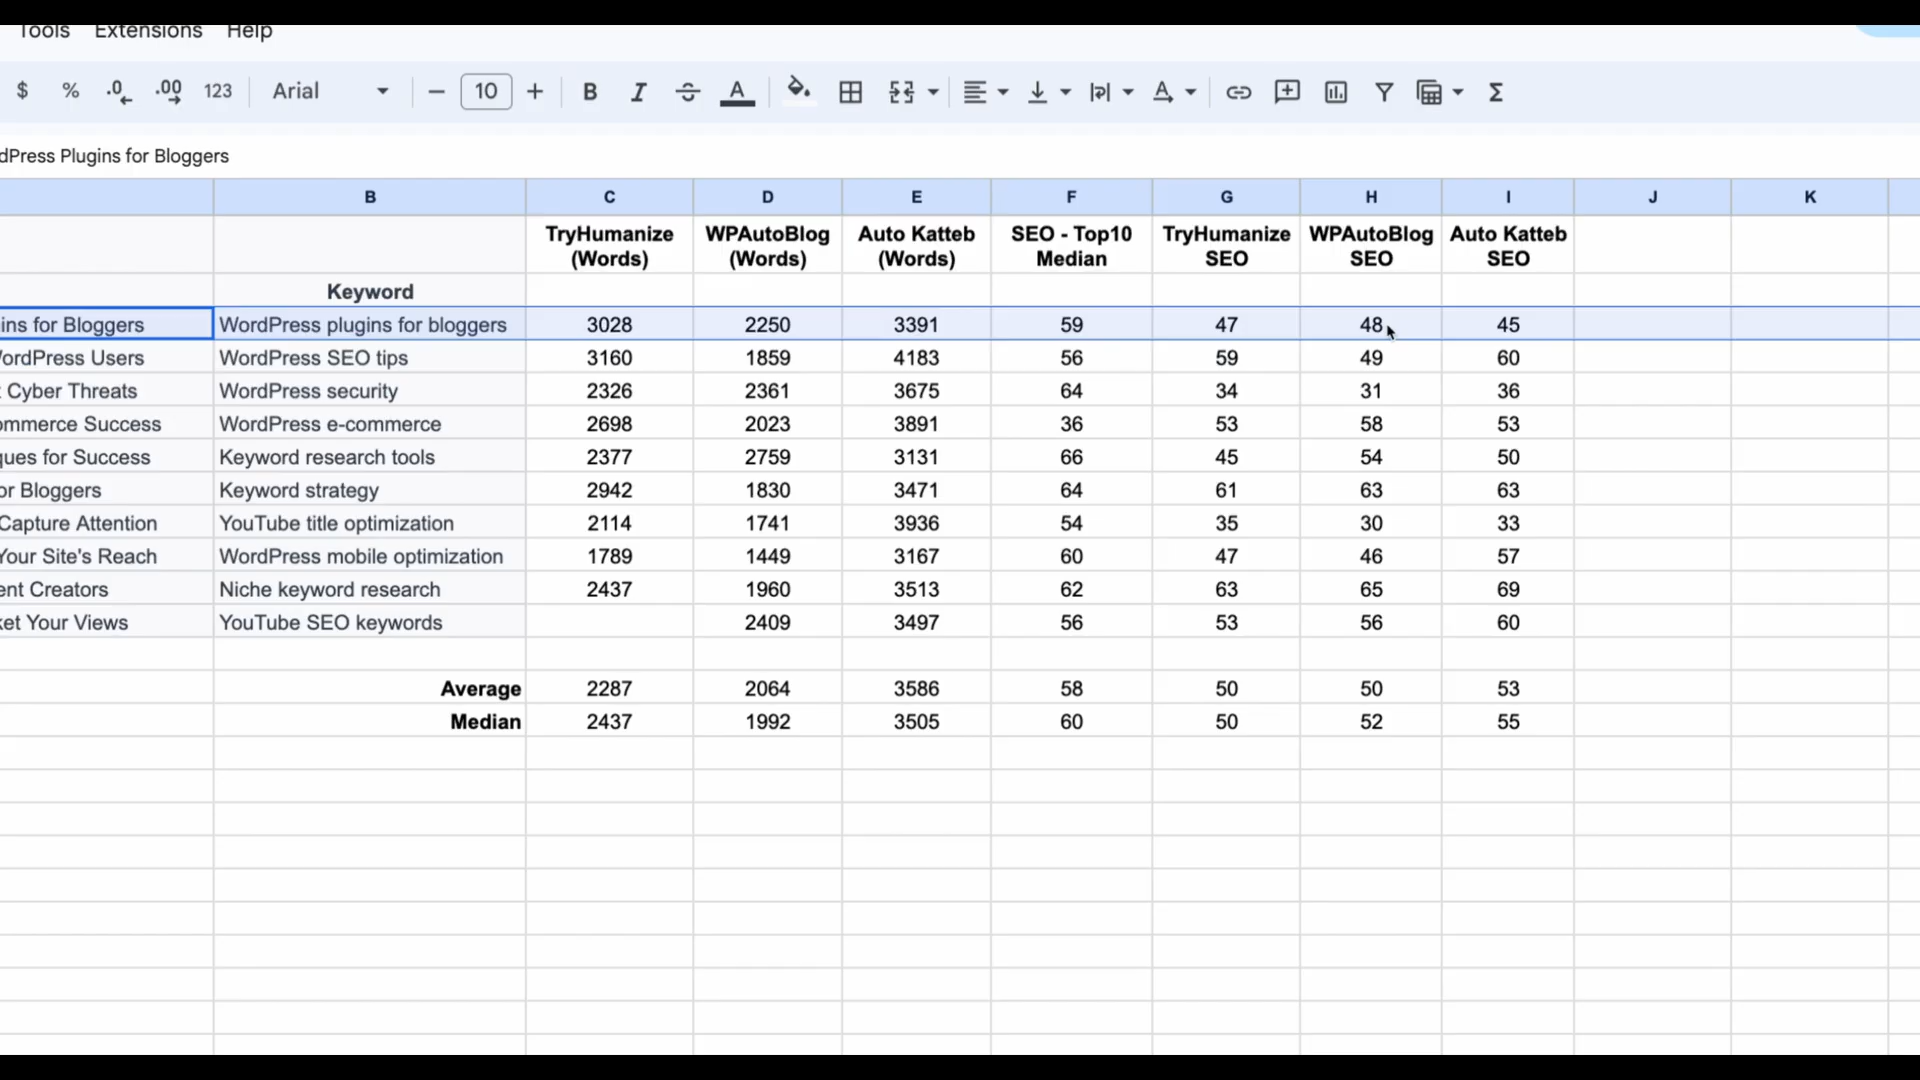 Tools Extensions Help
$ % .0 .00 123 Arial 10 B I S A
dPress Plugins for Bloggers
B C D E F G H I J K
TryHumanize (Words) WPAutoBlog (Words) Auto Katteb (Words) SEO - Top10 Median TryHumanize SEO WPAutoBlog SEO Auto Katteb SEO
Keyword
ins for Bloggers WordPress plugins for bloggers 3028 2250 3391 59 47 48 45
WordPress Users WordPress SEO tips 3160 1859 4183 56 59 49 60
Cyber Threats WordPress security 2326 2361 3675 64 34 31 36
ommerce Success WordPress e-commerce 2698 2023 3891 36 53 58 53
ques for Success Keyword research tools 2377 2759 3131 66 45 54 50
or Bloggers Keyword strategy 2942 1830 3471 64 61 63 63
Capture Attention YouTube title optimization 2114 1741 3936 54 35 30 33
Your Site's Reach WordPress mobile optimization 1789 1449 3167 60 47 46 57
ent Creators Niche keyword research 2437 1960 3513 62 63 65 69
ket Your Views YouTube SEO keywords 2409 3497 56 53 56 60
Average 2287 2064 3586 58 50 50 53
Median 2437 1992 3505 60 50 52 55